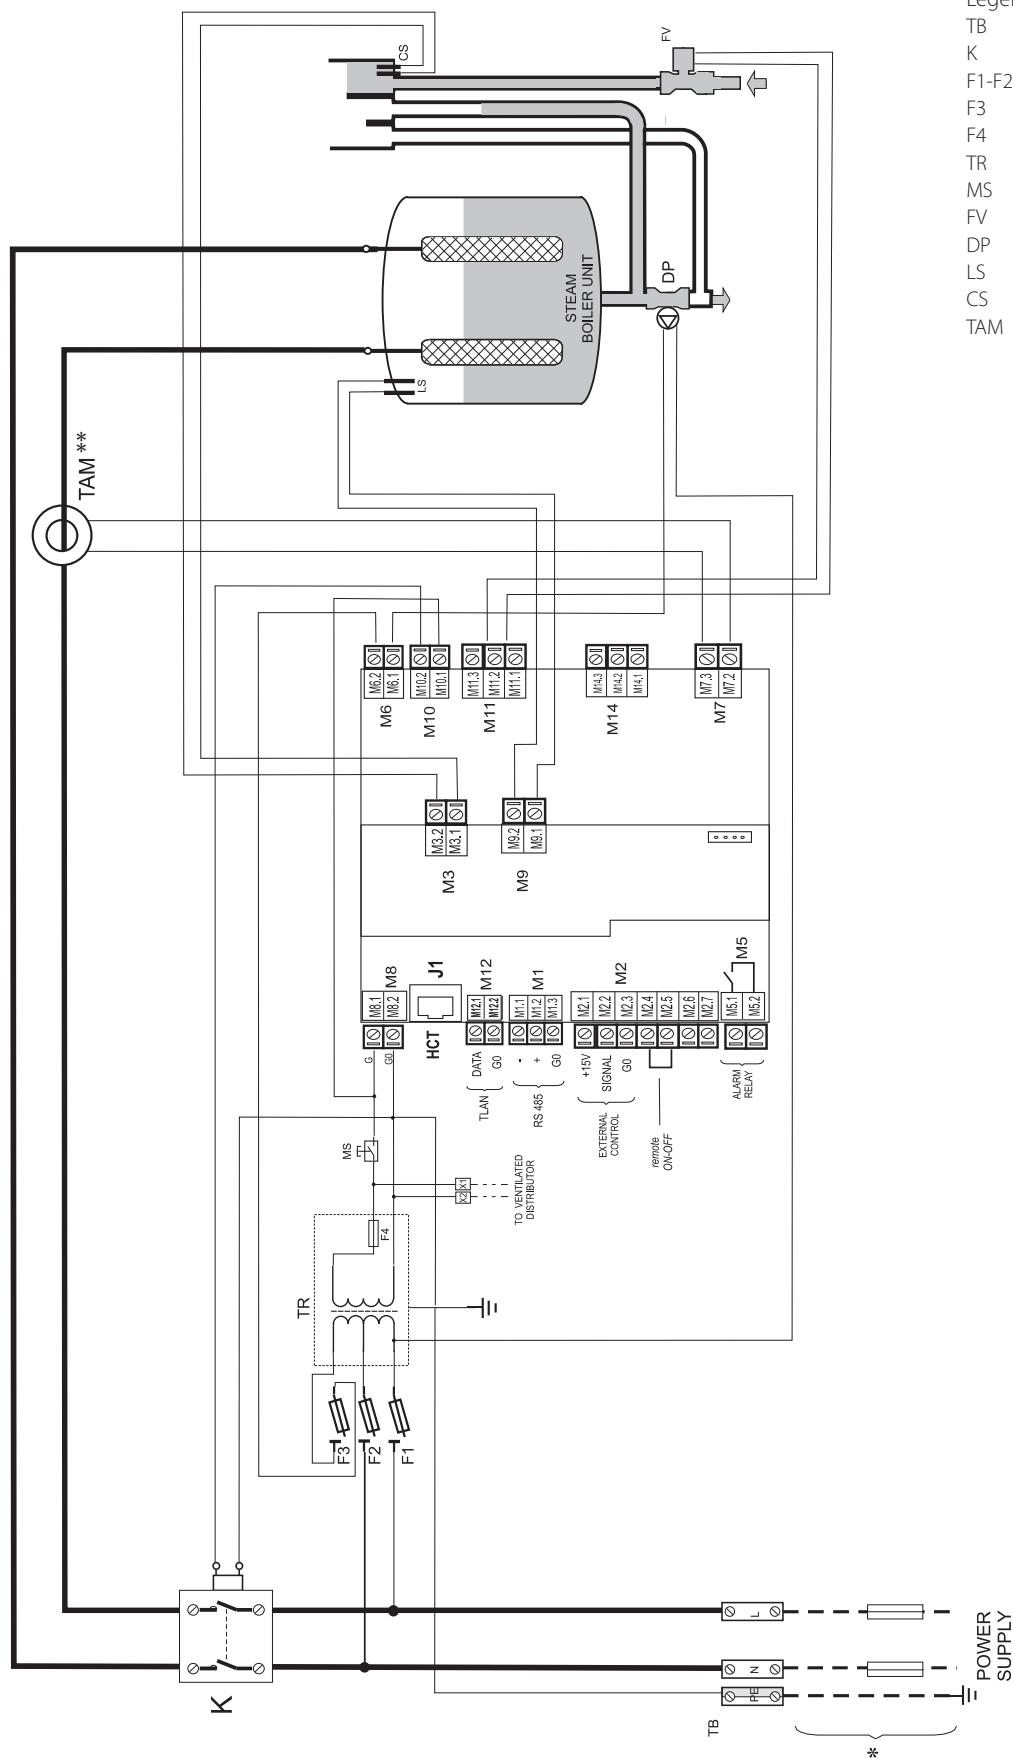 Legen
TB
K
F1-F2
F3
F4
TR
MS
FV
DP
LS
CS
TAM
CS
FV
STEAM
BOILER UNIT
DP
LS
TAM **
M6.2
M6.1
M6
M10.2
M10.1
M10
M11.3
M11.2
M11.1
M11
M14.3
M14.2
M14.1
M14
M7.3
M7.2
M7
M3.2
M3.1
M3
M9.2
M9.1
M9
M8.1
M8.2
M8
J1
HCT
M12.1
M12.2
M12
M1.1
M1.2
M1.3
M1
M2.1
M2.2
M2.3
M2.4
M2.5
M2.6
M2.7
M2
M5.1
M5.2
M5
G
G0
DATA
G0
TLAN
-
+
G0
RS 485
+15V
SIGNAL
G0
EXTERNAL
CONTROL
remote
ON-OFF
ALARM
RELAY
MS
X1
X2
TO VENTILATED
DISTRIBUTOR
F4
TR
F3
F2
F1
K
L
N
PE
TB
POWER
SUPPLY
*